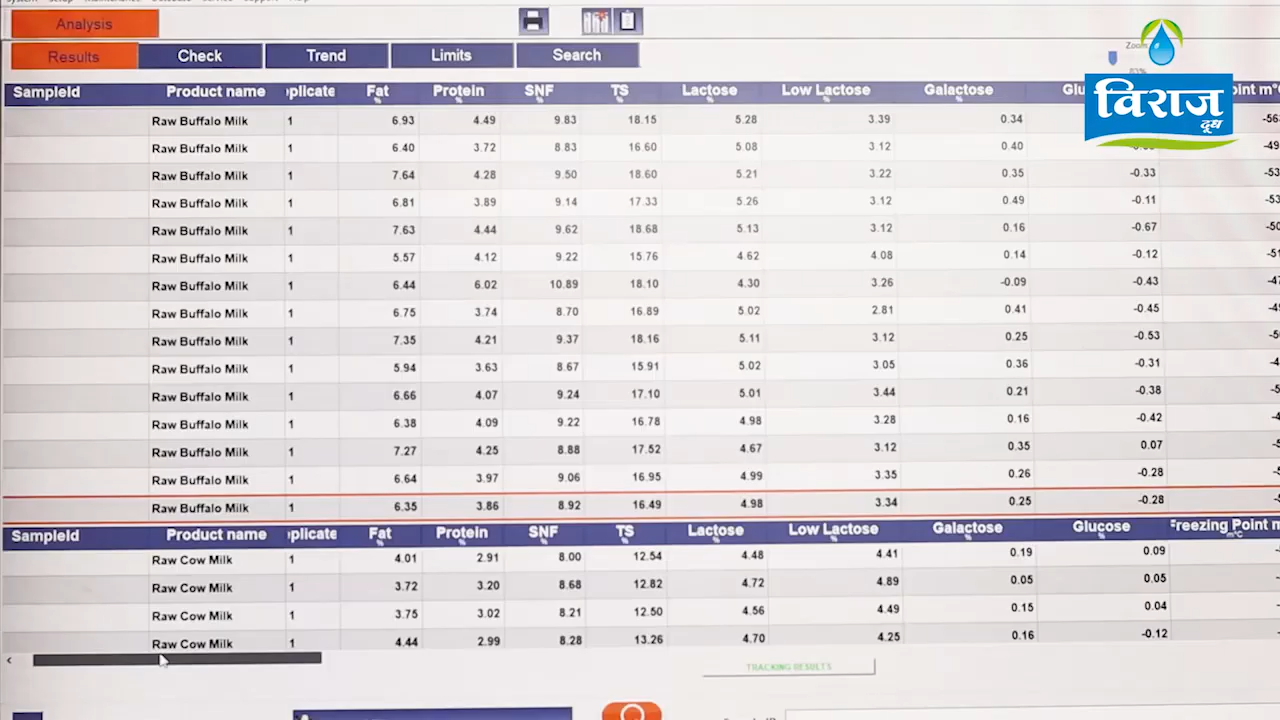 Analysis
Results Check Trend Limits Search
विराज
दूध
SampleId Product name plicate Fat % Protein % SNF % TS % Lactose % Low Lactose % Galactose %
Raw Buffalo Milk 1 6.93 4.49 9.83 18.15 5.28 3.39 0.34
Raw Buffalo Milk 1 6.40 3.72 8.83 16.60 5.08 3.12 0.40
Raw Buffalo Milk 1 7.64 4.28 9.50 18.60 5.21 3.22 0.35 -0.33
Raw Buffalo Milk 1 6.81 3.89 9.14 17.33 5.26 3.12 0.49 -0.11
Raw Buffalo Milk 1 7.63 4.44 9.62 18.68 5.13 3.12 0.16 -0.67
Raw Buffalo Milk 1 5.57 4.12 9.22 15.76 4.62 4.08 0.14 -0.12
Raw Buffalo Milk 1 6.44 6.02 10.89 18.10 4.30 3.26 -0.09 -0.43
Raw Buffalo Milk 1 6.75 3.74 8.70 16.89 5.02 2.81 0.41 -0.45
Raw Buffalo Milk 1 7.35 4.21 9.37 18.16 5.11 3.12 0.25 -0.53
Raw Buffalo Milk 1 5.94 3.63 8.67 15.91 5.02 3.05 0.36 -0.31
Raw Buffalo Milk 1 6.66 4.07 9.24 17.10 5.01 3.44 0.21 -0.38
Raw Buffalo Milk 1 6.38 4.09 9.22 16.78 4.98 3.28 0.16 -0.42
Raw Buffalo Milk 1 7.27 4.25 8.88 17.52 4.67 3.12 0.35 0.07
Raw Buffalo Milk 1 6.64 3.97 9.06 16.95 4.99 3.35 0.26 -0.28
Raw Buffalo Milk 1 6.35 3.86 8.92 16.49 4.98 3.34 0.25 -0.28
SampleId Product name plicate Fat % Protein % SNF % TS % Lactose % Low Lactose % Galactose % Glucose % Freezing Point m°C
Raw Cow Milk 1 4.01 2.91 8.00 12.54 4.48 4.41 0.19 0.09
Raw Cow Milk 1 3.72 3.20 8.68 12.82 4.72 4.89 0.05 0.05
Raw Cow Milk 1 3.75 3.02 8.21 12.50 4.56 4.49 0.15 0.04
Raw Cow Milk 1 4.44 2.99 8.28 13.26 4.70 4.25 0.16 -0.12
TRACKING RESULTS